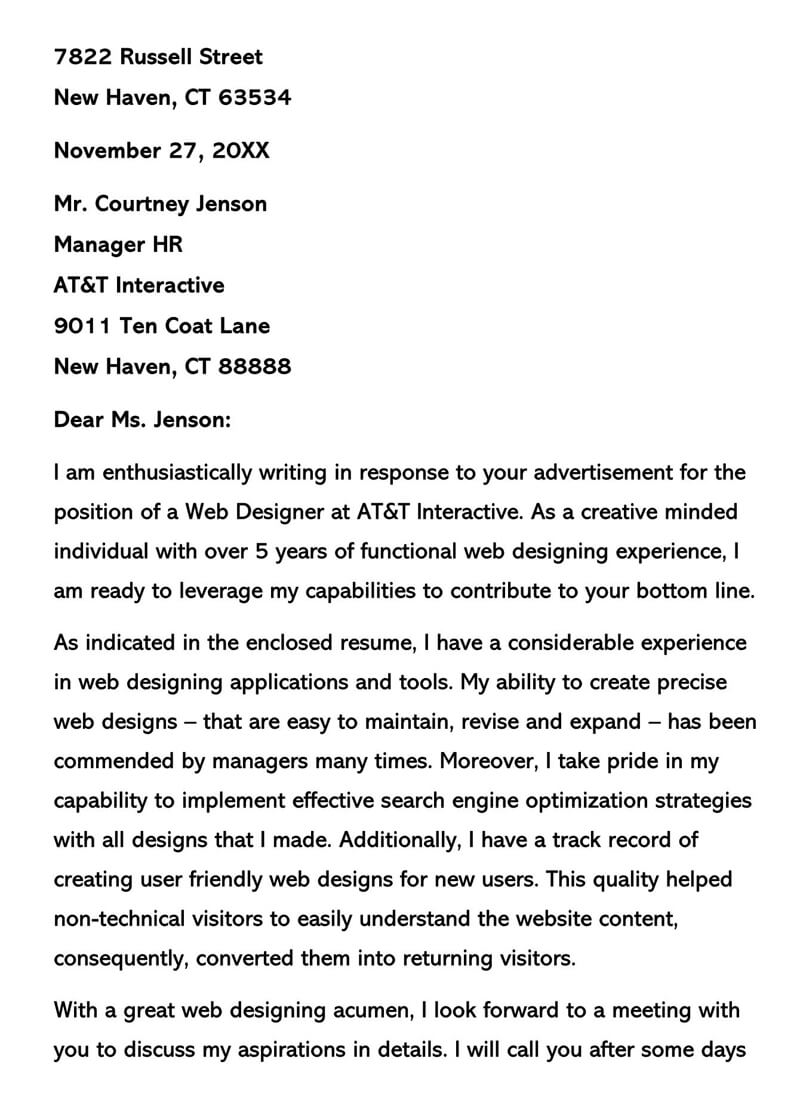 7822 Russell Street
New Haven, CT 63534
November 27, 20XX
Mr. Courtney Jenson
Manager HR
AT&T Interactive
9011 Ten Coat Lane
New Haven, CT 88888
Dear Ms. Jenson:
I am enthusiastically writing in response to your advertisement for the
position of a Web Designer at AT&T Interactive. As a creative minded
individual with over 5 years of functional web designing experience, I
am ready to leverage my capabilities to contribute to your bottom line.
As indicated in the enclosed resume, I have a considerable experience
in web designing applications and tools. My ability to create precise
web designs – that are easy to maintain, revise and expand – has been
commended by managers many times. Moreover, I take pride in my
capability to implement effective search engine optimization strategies
with all designs that I made. Additionally, I have a track record of
creating user friendly web designs for new users. This quality helped
non-technical visitors to easily understand the website content,
consequently, converted them into returning visitors.
With a great web designing acumen, I look forward to a meeting with
you to discuss my aspirations in details. I will call you after some days